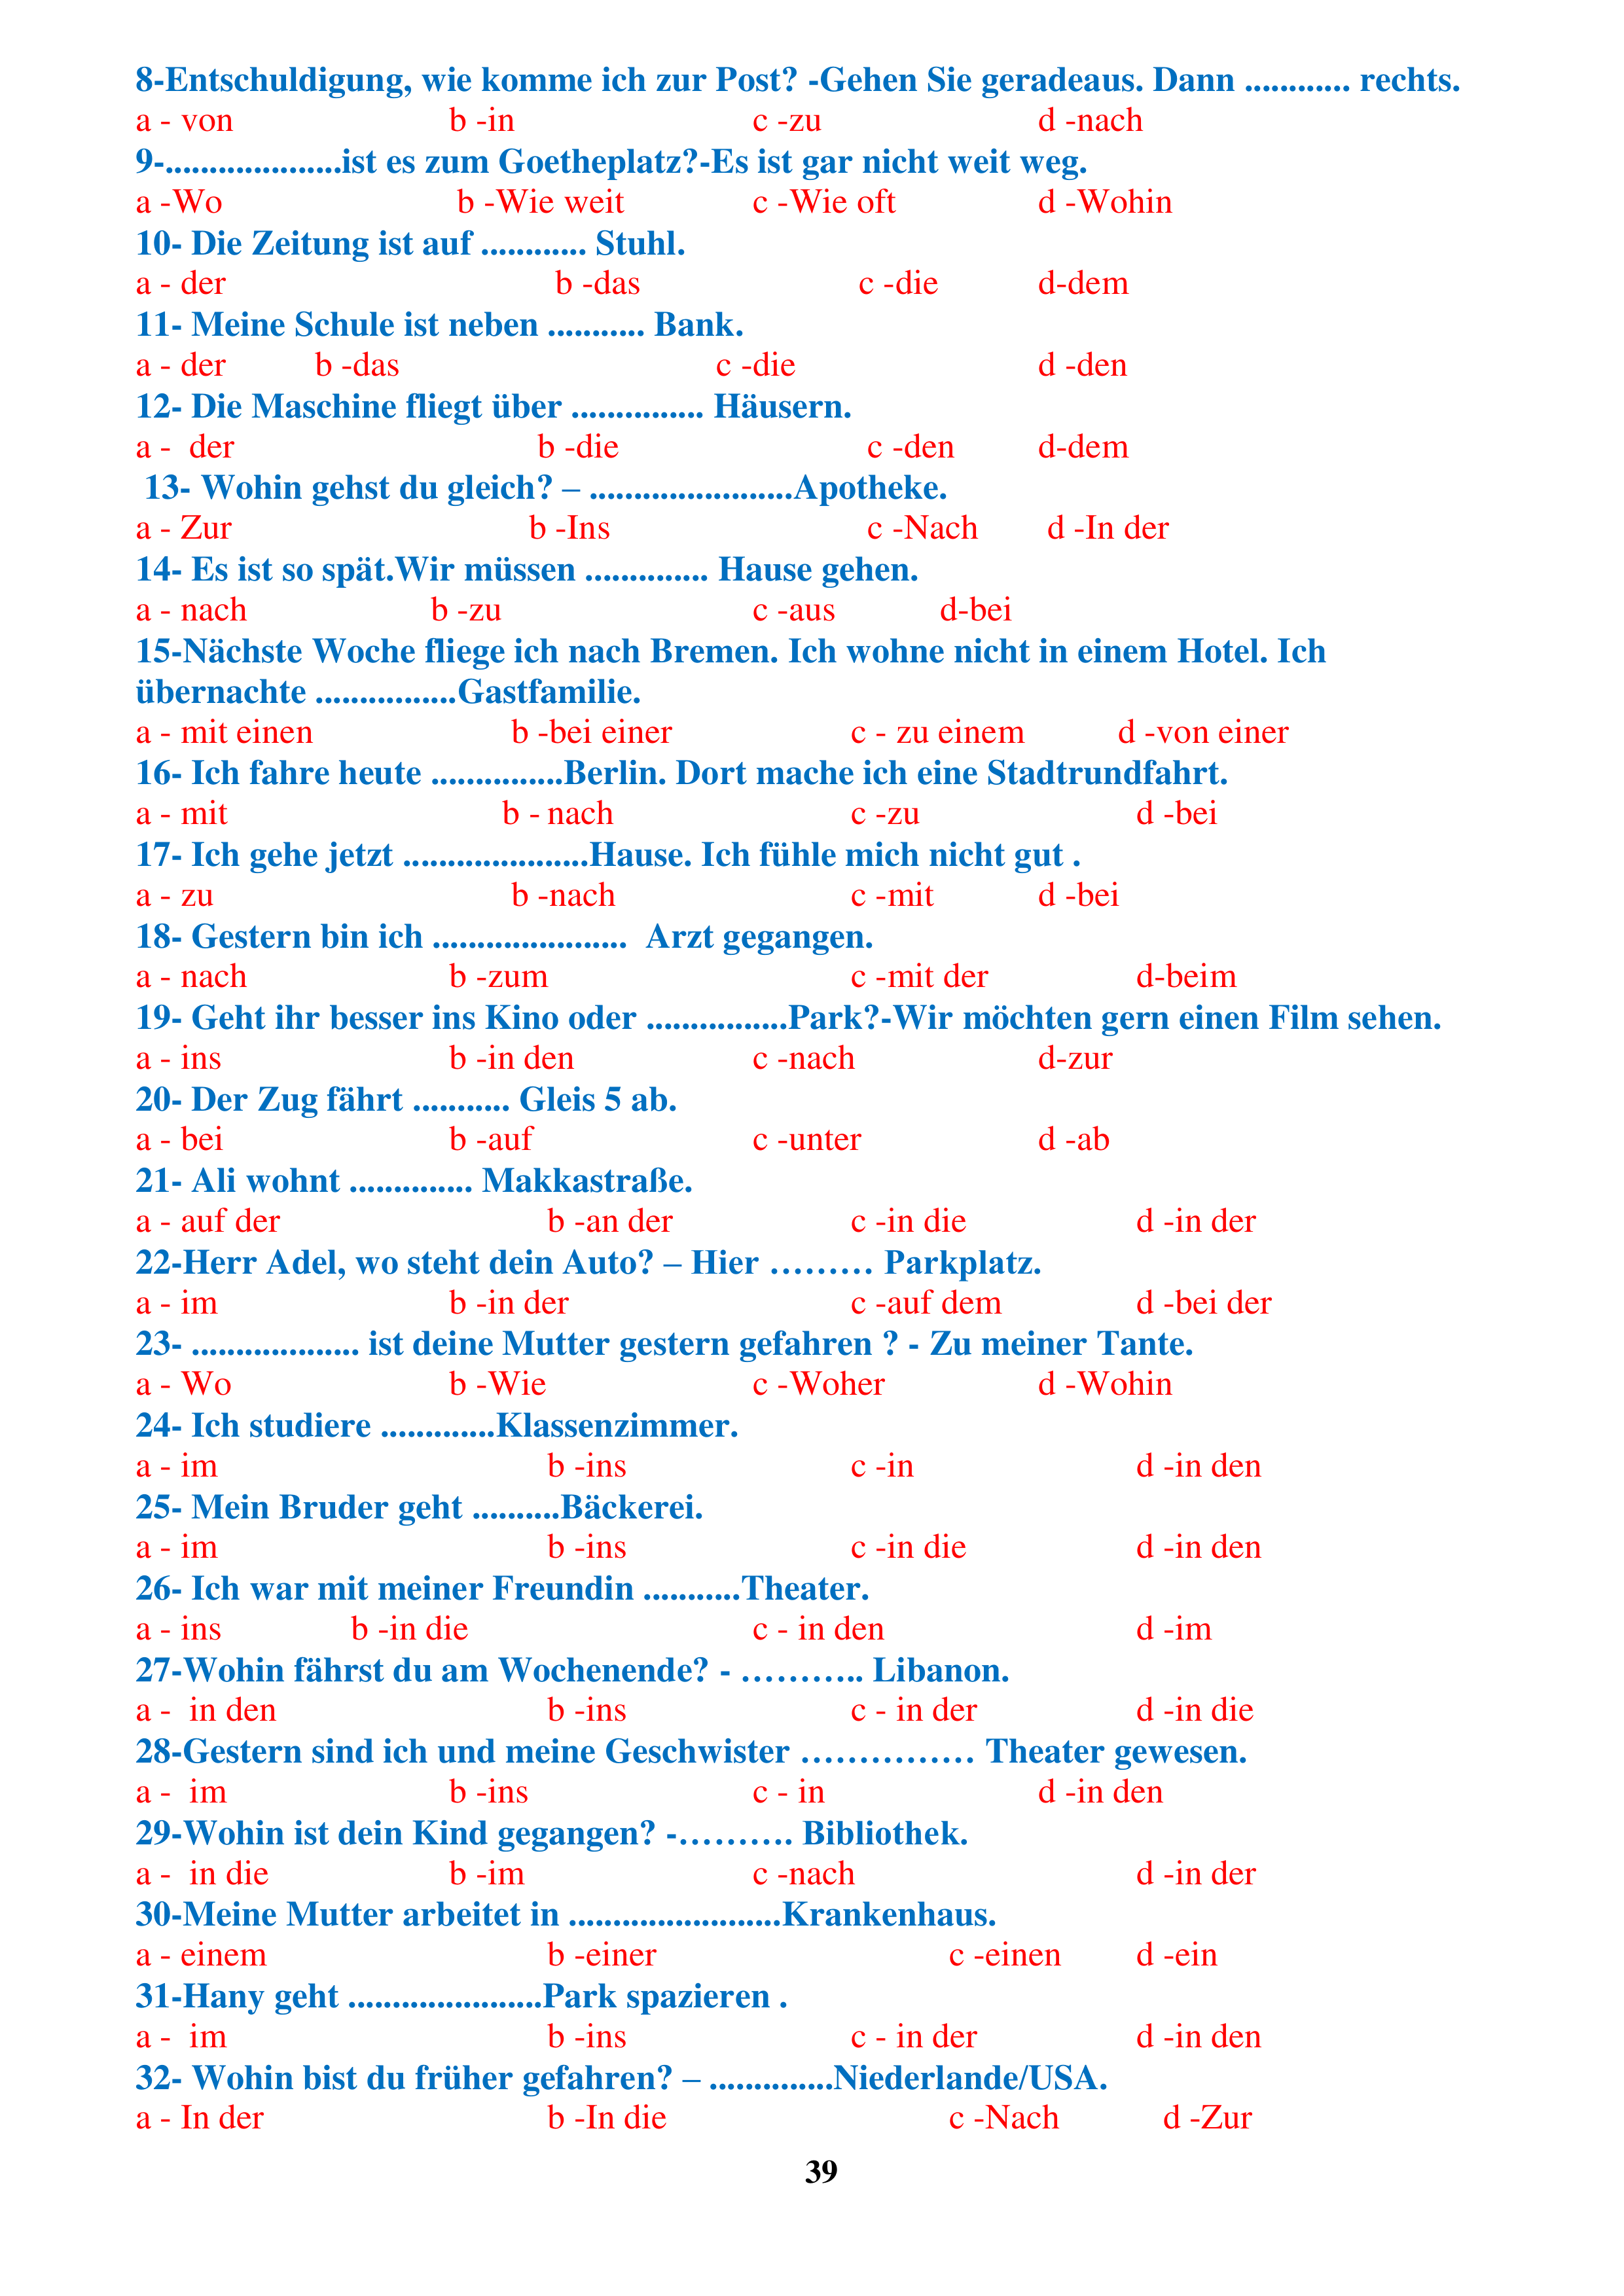 8-Entschuldigung, wie komme ich zur Post? -Gehen Sie geradeaus. Dann ............ rechts.
a - von b -in c -zu d -nach
9-....................ist es zum Goetheplatz?-Es ist gar nicht weit weg.
a -Wo b -Wie weit c -Wie oft d -Wohin
10- Die Zeitung ist auf ............ Stuhl.
a - der b -das c -die d-dem
11- Meine Schule ist neben ........... Bank.
a - der b -das c -die d -den
12- Die Maschine fliegt über ............... Häusern.
a - der b -die c -den d-dem
13- Wohin gehst du gleich? – .......................Apotheke.
a - Zur b -Ins c -Nach d -In der
14- Es ist so spät.Wir müssen .............. Hause gehen.
a - nach b -zu c -aus d-bei
15-Nächste Woche fliege ich nach Bremen. Ich wohne nicht in einem Hotel. Ich
übernachte ................Gastfamilie.
a - mit einen b -bei einer c - zu einem d -von einer
16- Ich fahre heute ...............Berlin. Dort mache ich eine Stadtrundfahrt.
a - mit b - nach c -zu d -bei
17- Ich gehe jetzt .....................Hause. Ich fühle mich nicht gut .
a - zu b -nach c -mit d -bei
18- Gestern bin ich ...................... Arzt gegangen.
a - nach b -zum c -mit der d-beim
19- Geht ihr besser ins Kino oder ................Park?-Wir möchten gern einen Film sehen.
a - ins b -in den c -nach d-zur
20- Der Zug fährt ........... Gleis 5 ab.
a - bei b -auf c -unter d -ab
21- Ali wohnt .............. Makkastraße.
a - auf der b -an der c -in die d -in der
22-Herr Adel, wo steht dein Auto? – Hier ……… Parkplatz.
a - im b -in der c -auf dem d -bei der
23- ................... ist deine Mutter gestern gefahren ? - Zu meiner Tante.
a - Wo b -Wie c -Woher d -Wohin
24- Ich studiere .............Klassenzimmer.
a - im b -ins c -in d -in den
25- Mein Bruder geht ..........Bäckerei.
a - im b -ins c -in die d -in den
26- Ich war mit meiner Freundin ...........Theater.
a - ins b -in die c - in den d -im
27-Wohin fährst du am Wochenende? - ……….. Libanon.
a - in den b -ins c - in der d -in die
28-Gestern sind ich und meine Geschwister …………… Theater gewesen.
a - im b -ins c - in d -in den
29-Wohin ist dein Kind gegangen? -………. Bibliothek.
a - in die b -im c -nach d -in der
30-Meine Mutter arbeitet in ........................Krankenhaus.
a - einem b -einer c -einen d -ein
31-Hany geht ......................Park spazieren .
a - im b -ins c - in der d -in den
32- Wohin bist du früher gefahren? – ..............Niederlande/USA.
a - In der b -In die c -Nach d -Zur
39